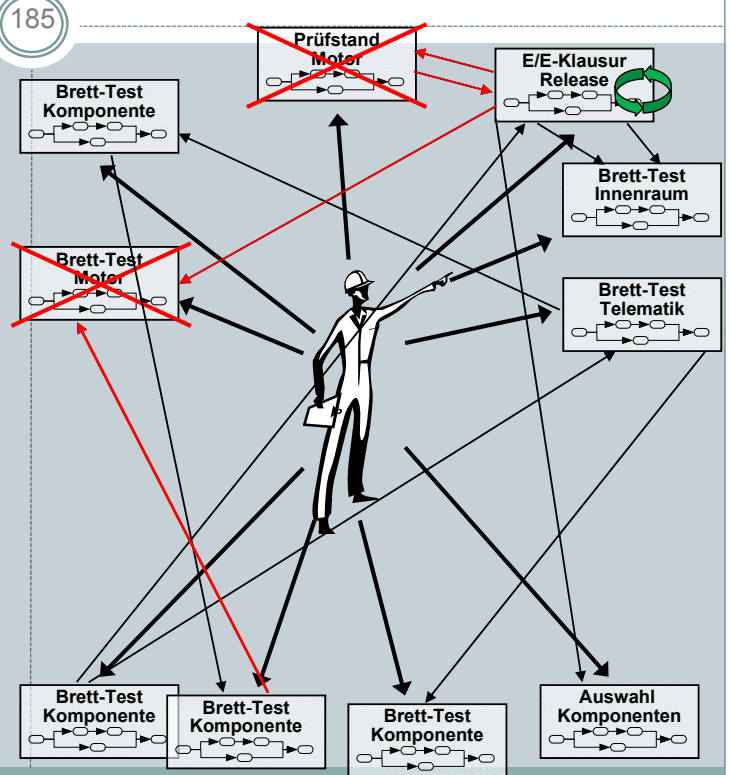 185
Prüfstand
Motor
E/E-Klausur
Release
Brett-Test
Komponente
Brett-Test
Innenraum
Brett-Test
Motor
Brett-Test
Telematik
Brett-Test
Komponente
Brett-Test
Komponente
Brett-Test
Komponente
Auswahl
Komponenten